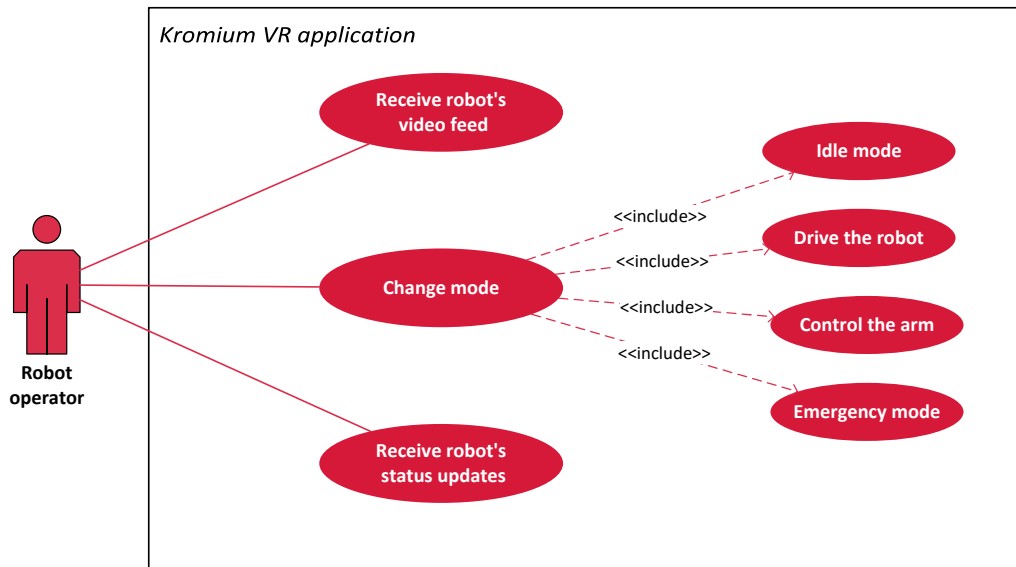 Kromium VR application
Receive robot's
video feed
Idle mode
<<include>>
Drive the robot
<<include>>
Change mode
<<include>>
Control the arm
<<include>>
Emergency mode
Robot
operator
Receive robot's
status updates